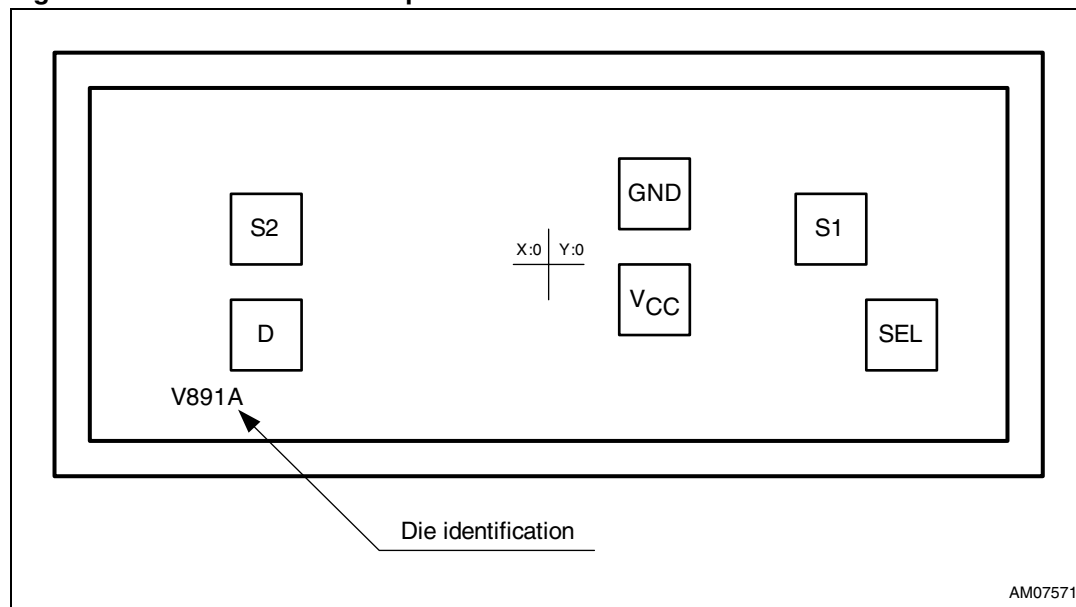 GND
S2
S1
X:0 Y:0
VCC
D
SEL
V891A
Die identification
AM07571